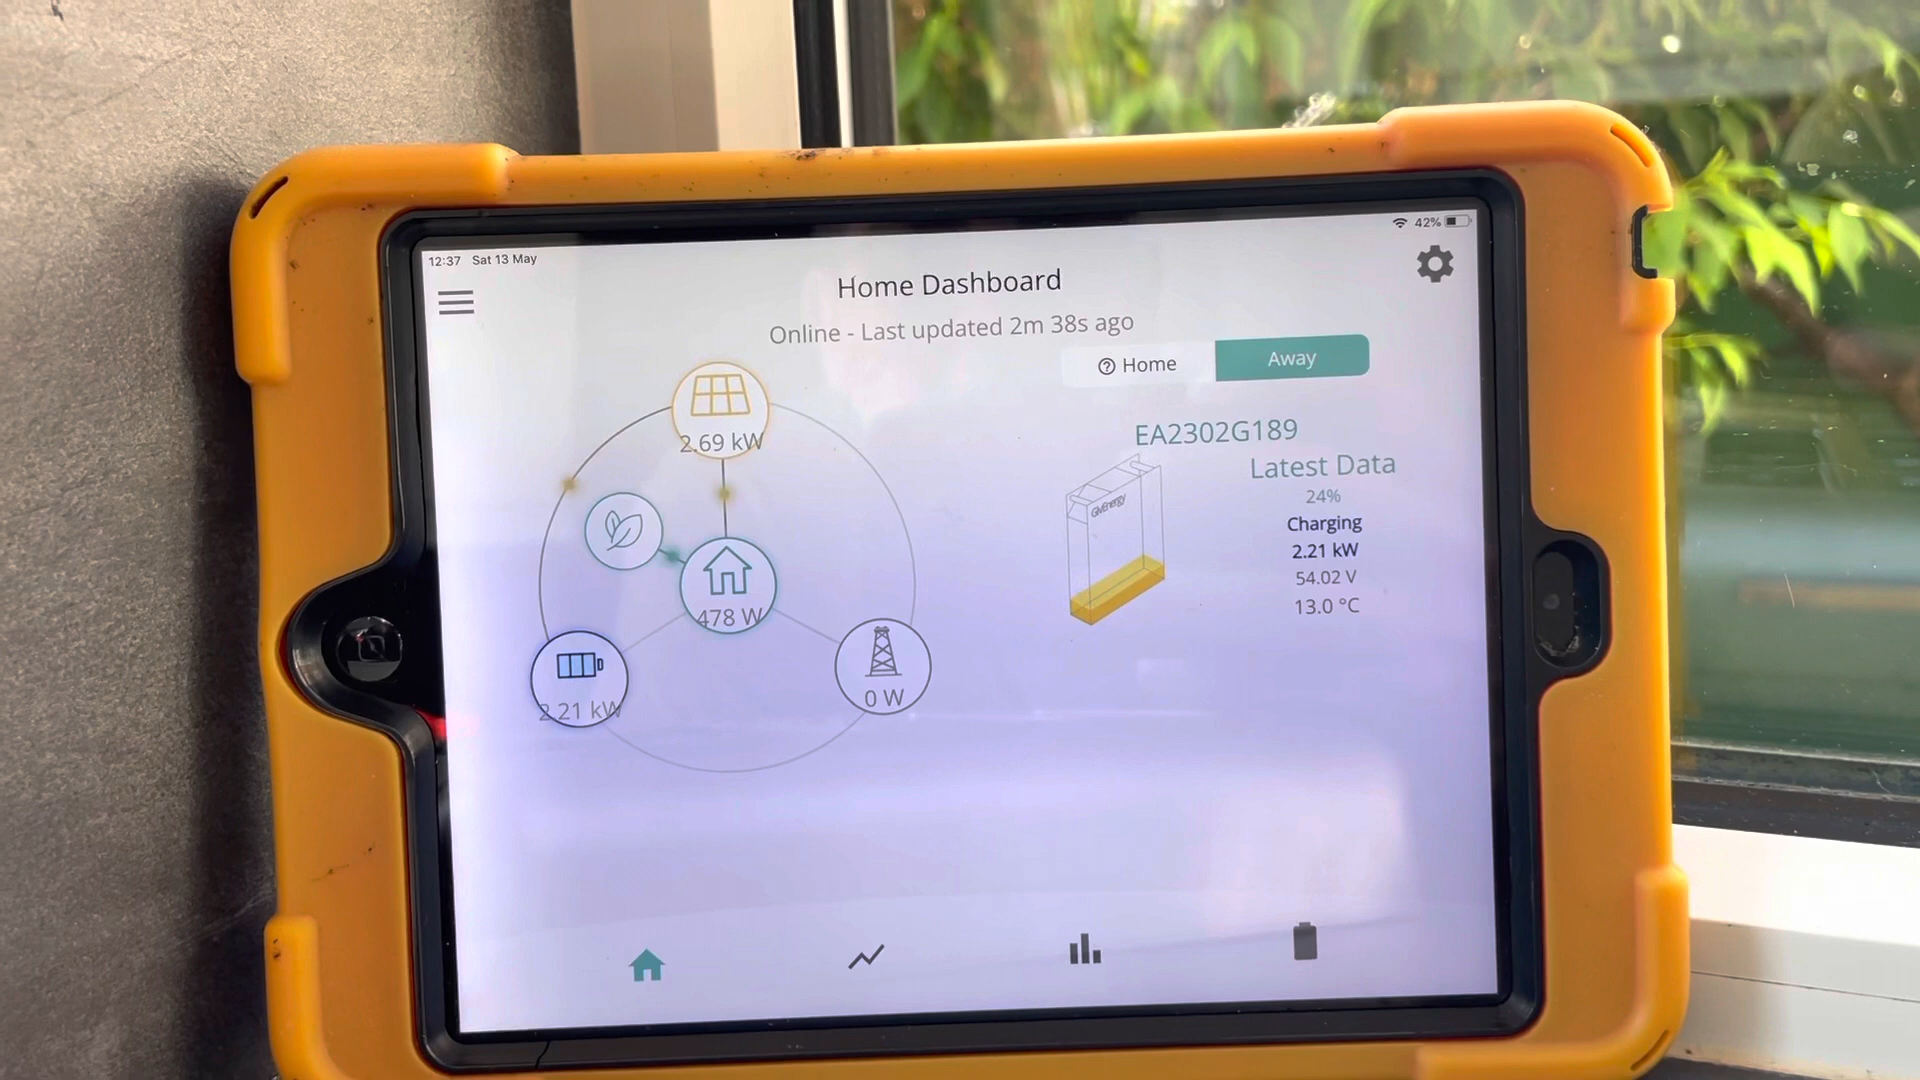 12:37 Sat 13 May
42%
Home Dashboard
Online - Last updated 2m 38s ago
Home
Away
2.69 kW
478 W
2.21 kW
0 W
EA2302G189
Latest Data
24%
Charging
2.21 kW
54.02 V
13.0 °C
GivEnergy